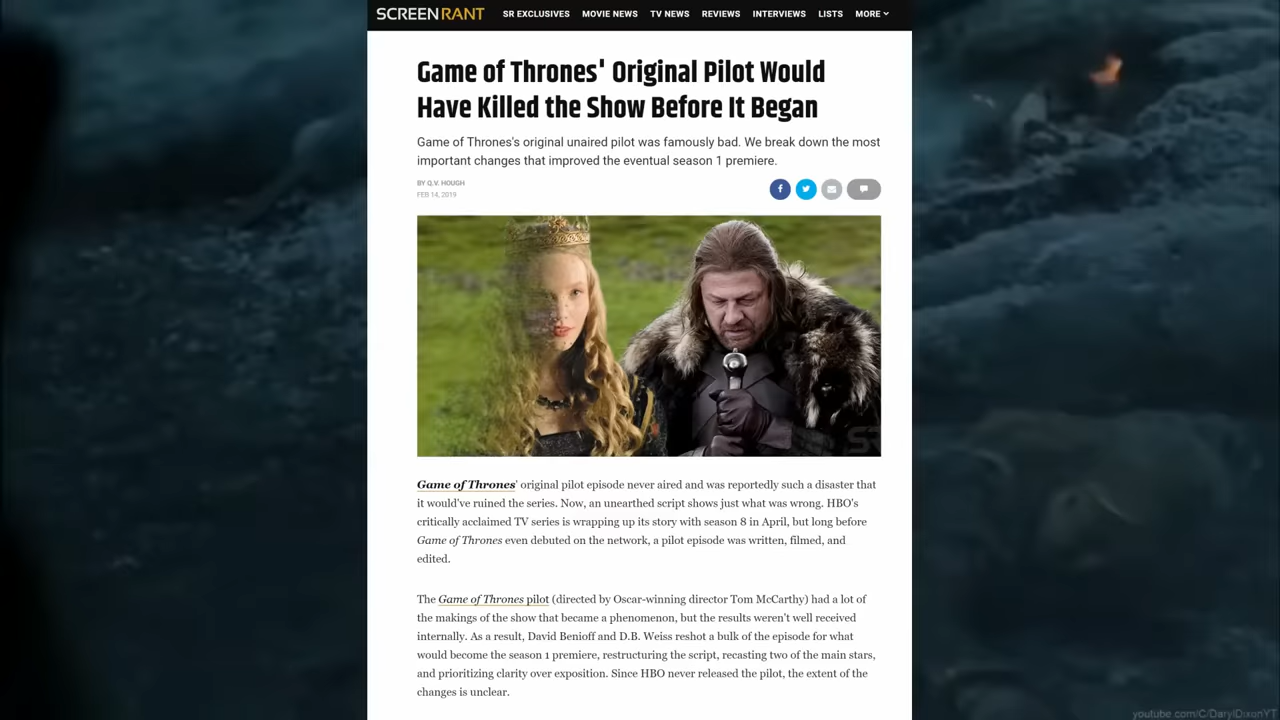 SCREENRANT SR EXCLUSIVES MOVIE NEWS TV NEWS REVIEWS INTERVIEWS LISTS MORE
Game of Thrones' Original Pilot Would
Have Killed the Show Before It Began
Game of Thrones's original unaired pilot was famously bad. We break down the most
important changes that improved the eventual season 1 premiere.
BY Q.V. HOUGH
FEB 14, 2019
SR
Game of Thrones' original pilot episode never aired and was reportedly such a disaster that
it would've ruined the series. Now, an unearthed script shows just what was wrong. HBO's
critically acclaimed TV series is wrapping up its story with season 8 in April, but long before
Game of Thrones even debuted on the network, a pilot episode was written, filmed, and
edited.
The Game of Thrones pilot (directed by Oscar-winning director Tom McCarthy) had a lot of
the makings of the show that became a phenomenon, but the results weren't well received
internally. As a result, David Benioff and D.B. Weiss reshot a bulk of the episode for what
would become the season 1 premiere, restructuring the script, recasting two of the main stars,
and prioritizing clarity over exposition. Since HBO never released the pilot, the extent of the
changes is unclear.
youtube.com/C/DarylDixonYT